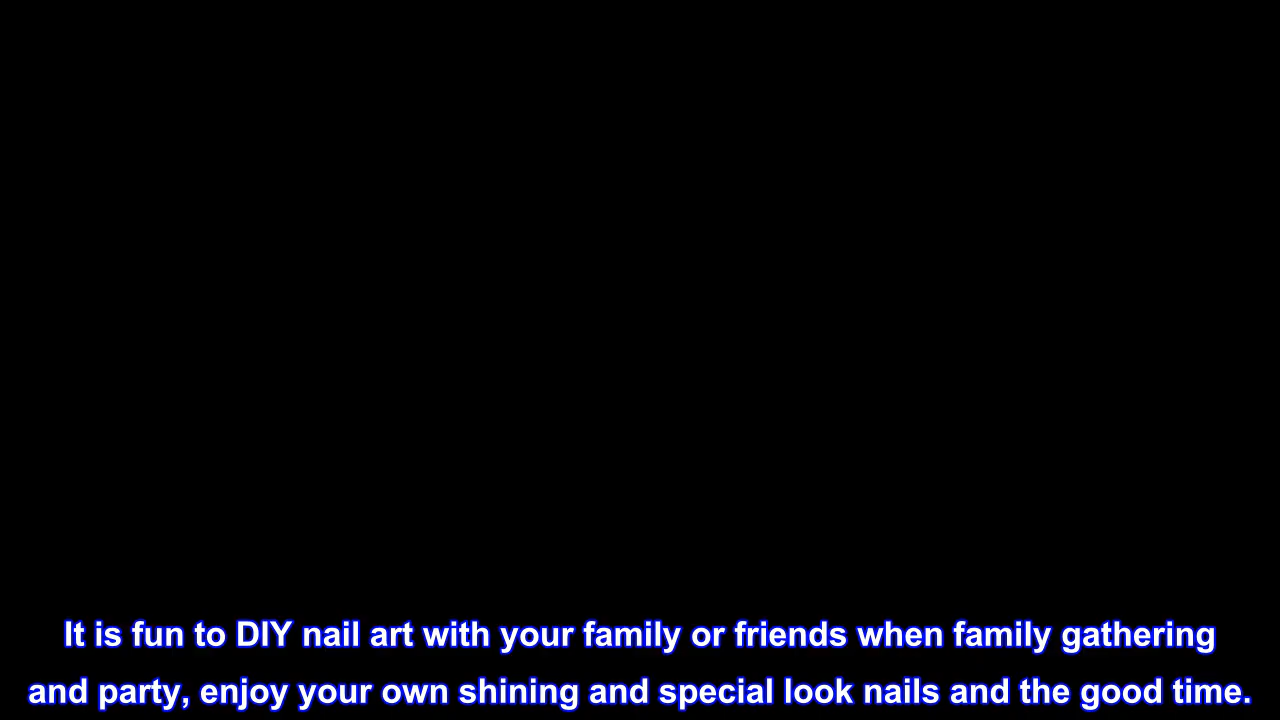 It is fun to DIY nail art with your family or friends when family gathering
and party, enjoy your own shining and special look nails and the good time.